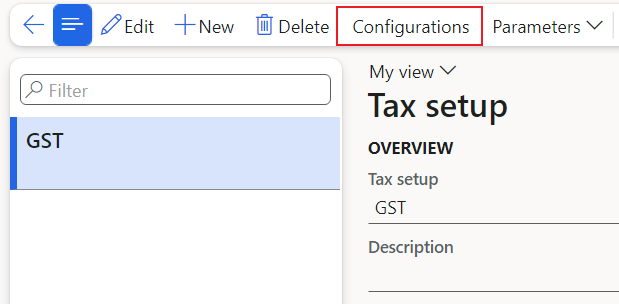 Edit New Delete Configurations Parameters
Filter
GST
My view
Tax setup
OVERVIEW
Tax setup
GST
Description